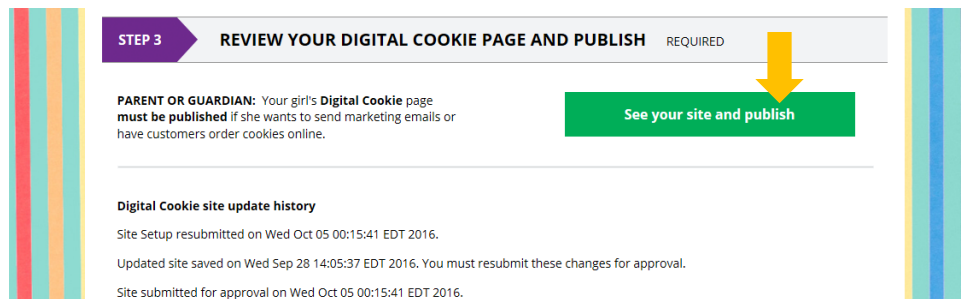 STEP 3 REVIEW YOUR DIGITAL COOKIE PAGE AND PUBLISH REQUIRED
PARENT OR GUARDIAN: Your girl's Digital Cookie page
must be published if she wants to send marketing emails or
have customers order cookies online.
See your site and publish
Digital Cookie site update history
Site Setup resubmitted on Wed Oct 05 00:15:41 EDT 2016.
Updated site saved on Wed Sep 28 14:05:37 EDT 2016. You must resubmit these changes for approval.
Site submitted for approval on Wed Oct 05 00:15:41 EDT 2016.